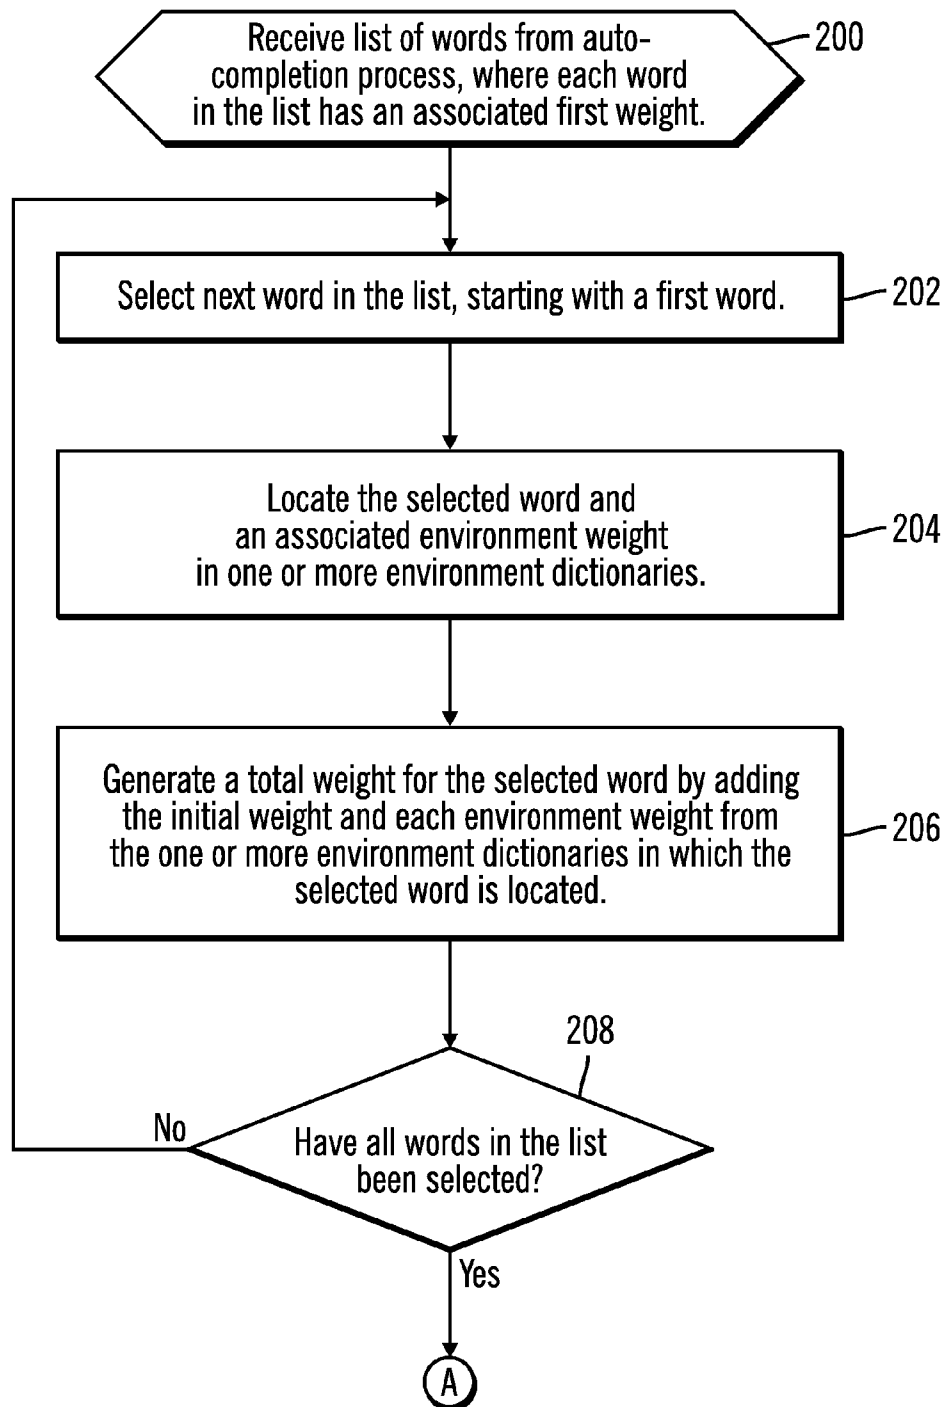 Receive list of words from auto-
completion process, where each word
in the list has an associated first weight.
200
Select next word in the list, starting with a first word.
202
Locate the selected word and
an associated environment weight
in one or more environment dictionaries.
204
Generate a total weight for the selected word by adding
the initial weight and each environment weight from
the one or more environment dictionaries in which the
selected word is located.
206
208
No
Have all words in the list
been selected?
Yes
A